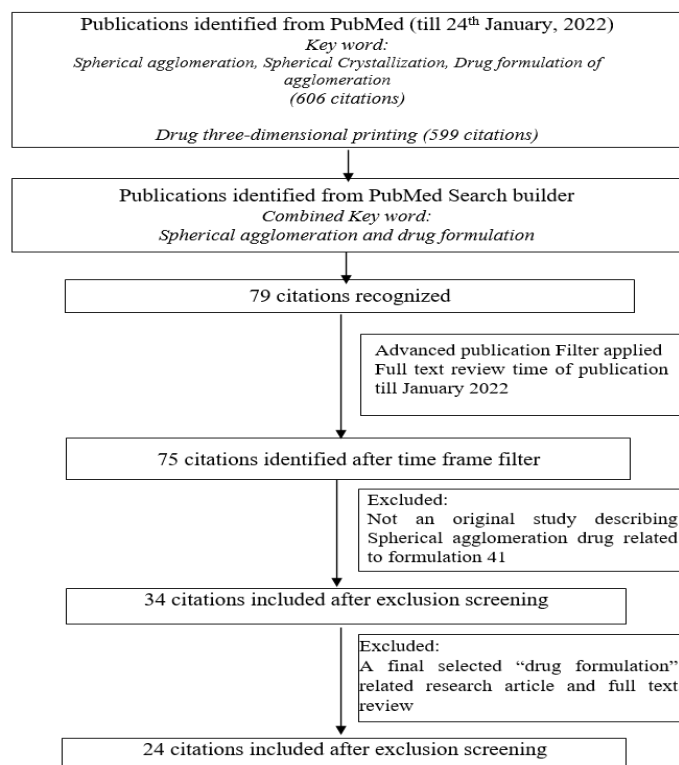 Publications identified from PubMed (till 24th January, 2022)
Key word:
Spherical agglomeration, Spherical Crystallization, Drug formulation of
agglomeration
(606 citations)
Drug three-dimensional printing (599 citations)
Publications identified from PubMed Search builder
Combined Key word:
Spherical agglomeration and drug formulation
79 citations recognized
Advanced publication Filter applied
Full text review time of publication
till January 2022
75 citations identified after time frame filter
Excluded:
Not an original study describing
Spherical agglomeration drug related
to formulation 41
34 citations included after exclusion screening
Excluded:
A final selected “drug formulation”
related research article and full text
review
24 citations included after exclusion screening